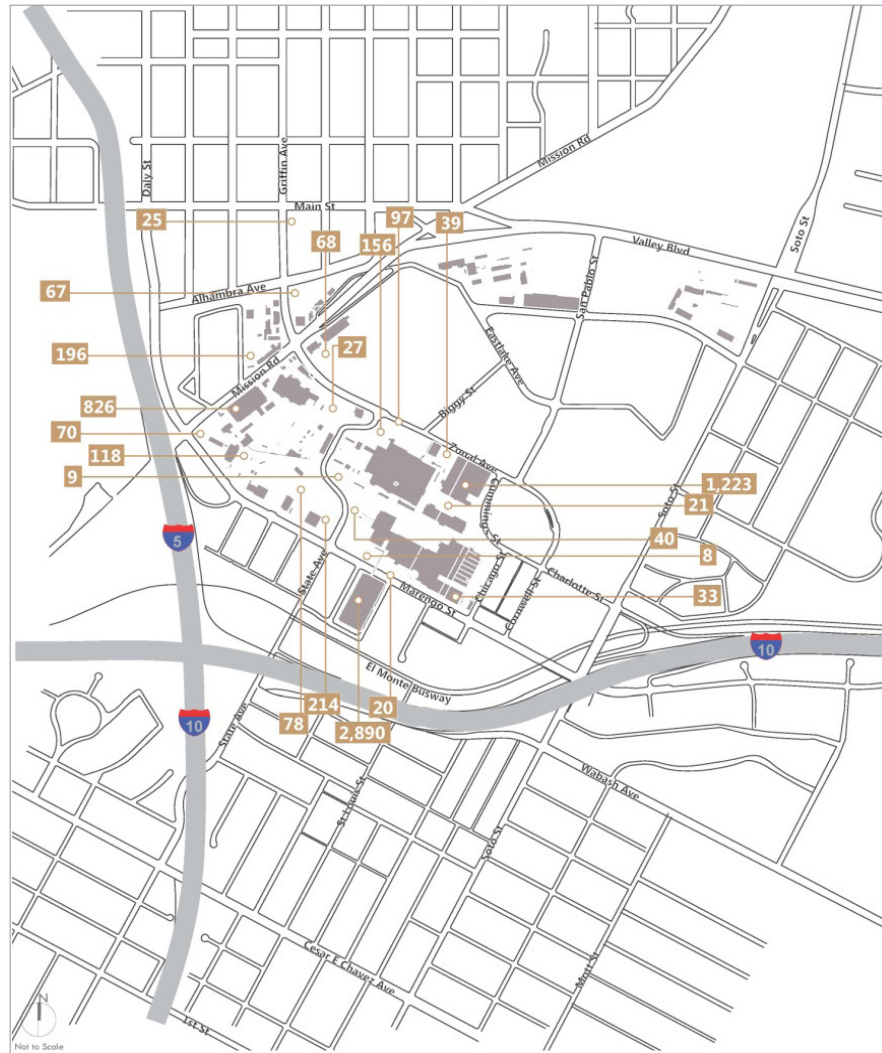 Daly St
Griffin Ave
Mission Rd
Main St
25
97
39
68
156
Valley Blvd
Soto St
67
Alhambra Ave
San Pablo St
196
27
Eastlake Ave
Mission Rd
826
Biggy St
70
118
Zonal Ave
9
1,223
Cummings St
21
Soto St
5
40
8
State Ave
Chicago St
Charlotte St
Cornwell St
33
Marengo St
10
El Monte Busway
State Ave
214
20
10
78
2,890
St Louis St
Wabash Ave
Soto St
Cesar E Chavez Ave
Mott St
N
1st St
Not to Scale